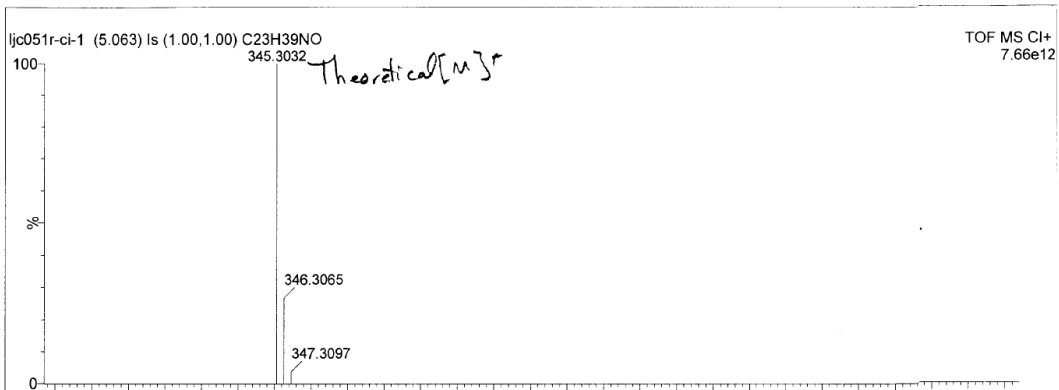 ljc051r-ci-1 (5.063) Is (1.00,1.00) C23H39NO
TOF MS CI+
7.66e12
345.3032
Theoretical [M]+
100
%
346.3065
347.3097
0